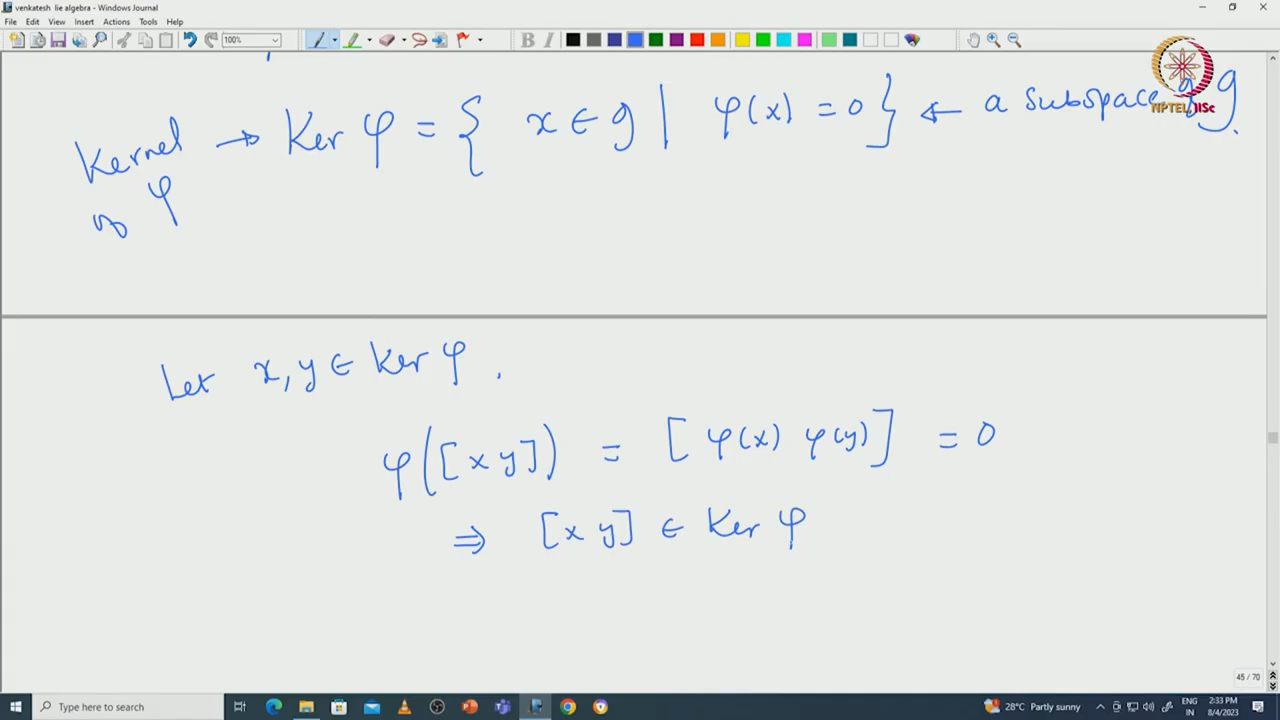 venkatesh lie algebra - Windows Journal
File Edit View Insert Actions Tools Help
100%
B I
NPTEL IISc
Kernel → Ker φ = { x ∈ g | φ(x) = 0 } ← a subspace of g.
of φ
Let x, y ∈ Ker φ.
φ([x y]) = [φ(x) φ(y)] = 0
⇒ [x y] ∈ Ker φ
45 / 70
Type here to search
28°C Partly sunny
ENG
IN
2:33 PM
8/4/2023